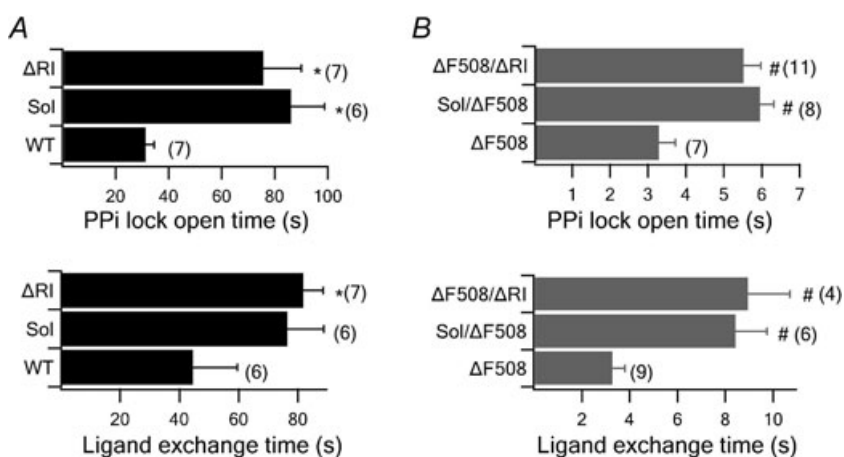 A
ΔRI
*(7)
Sol
*(6)
WT
(7)
20 40 60 80 100
PPi lock open time (s)
ΔRI
*(7)
Sol
(6)
WT
(6)
20 40 60 80
Ligand exchange time (s)
B
ΔF508/ΔRI
#(11)
Sol/ΔF508
# (8)
ΔF508
(7)
1 2 3 4 5 6 7
PPi lock open time (s)
ΔF508/ΔRI
# (4)
Sol/ΔF508
# (6)
ΔF508
(9)
2 4 6 8 10
Ligand exchange time (s)